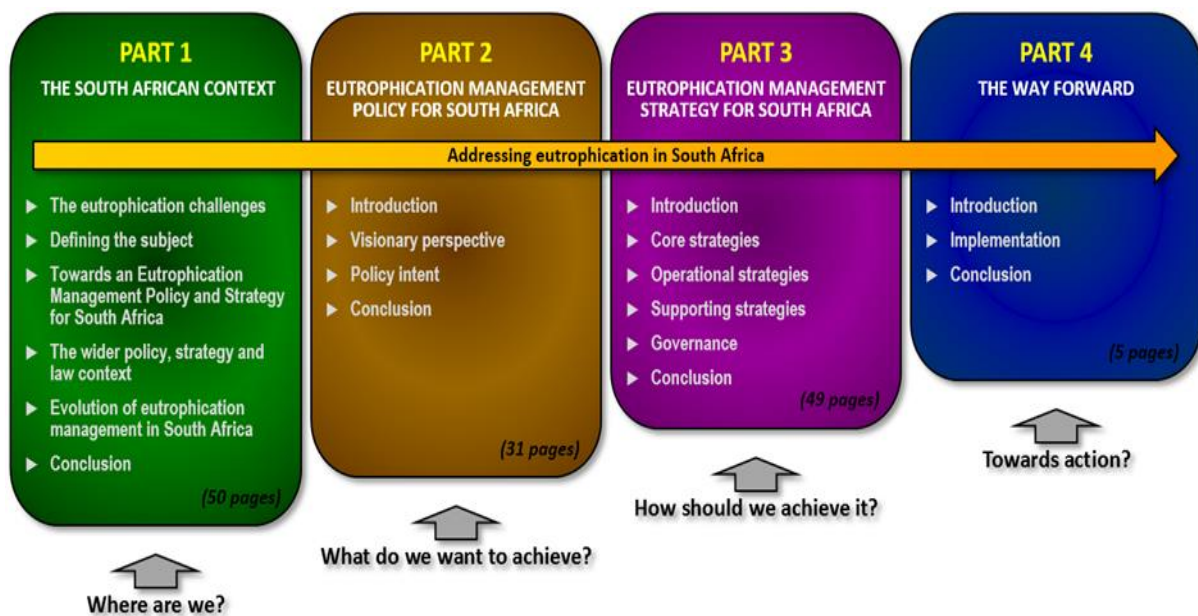 PART 1
THE SOUTH AFRICAN CONTEXT
The eutrophication challenges
Defining the subject
Towards an Eutrophication
Management Policy and Strategy
for South Africa
The wider policy, strategy and
law context
Evolution of eutrophication
management in South Africa
Conclusion
(50 pages)
Where are we?
PART 2
EUTROPHICATION MANAGEMENT
POLICY FOR SOUTH AFRICA
Addressing eutrophication in South Africa
Introduction
Visionary perspective
Policy intent
Conclusion
(31 pages)
What do we want to achieve?
PART 3
EUTROPHICATION MANAGEMENT
STRATEGY FOR SOUTH AFRICA
Introduction
Core strategies
Operational strategies
Supporting strategies
Governance
Conclusion
(49 pages)
How should we achieve it?
PART 4
THE WAY FORWARD
Introduction
Implementation
Conclusion
(5 pages)
Towards action?